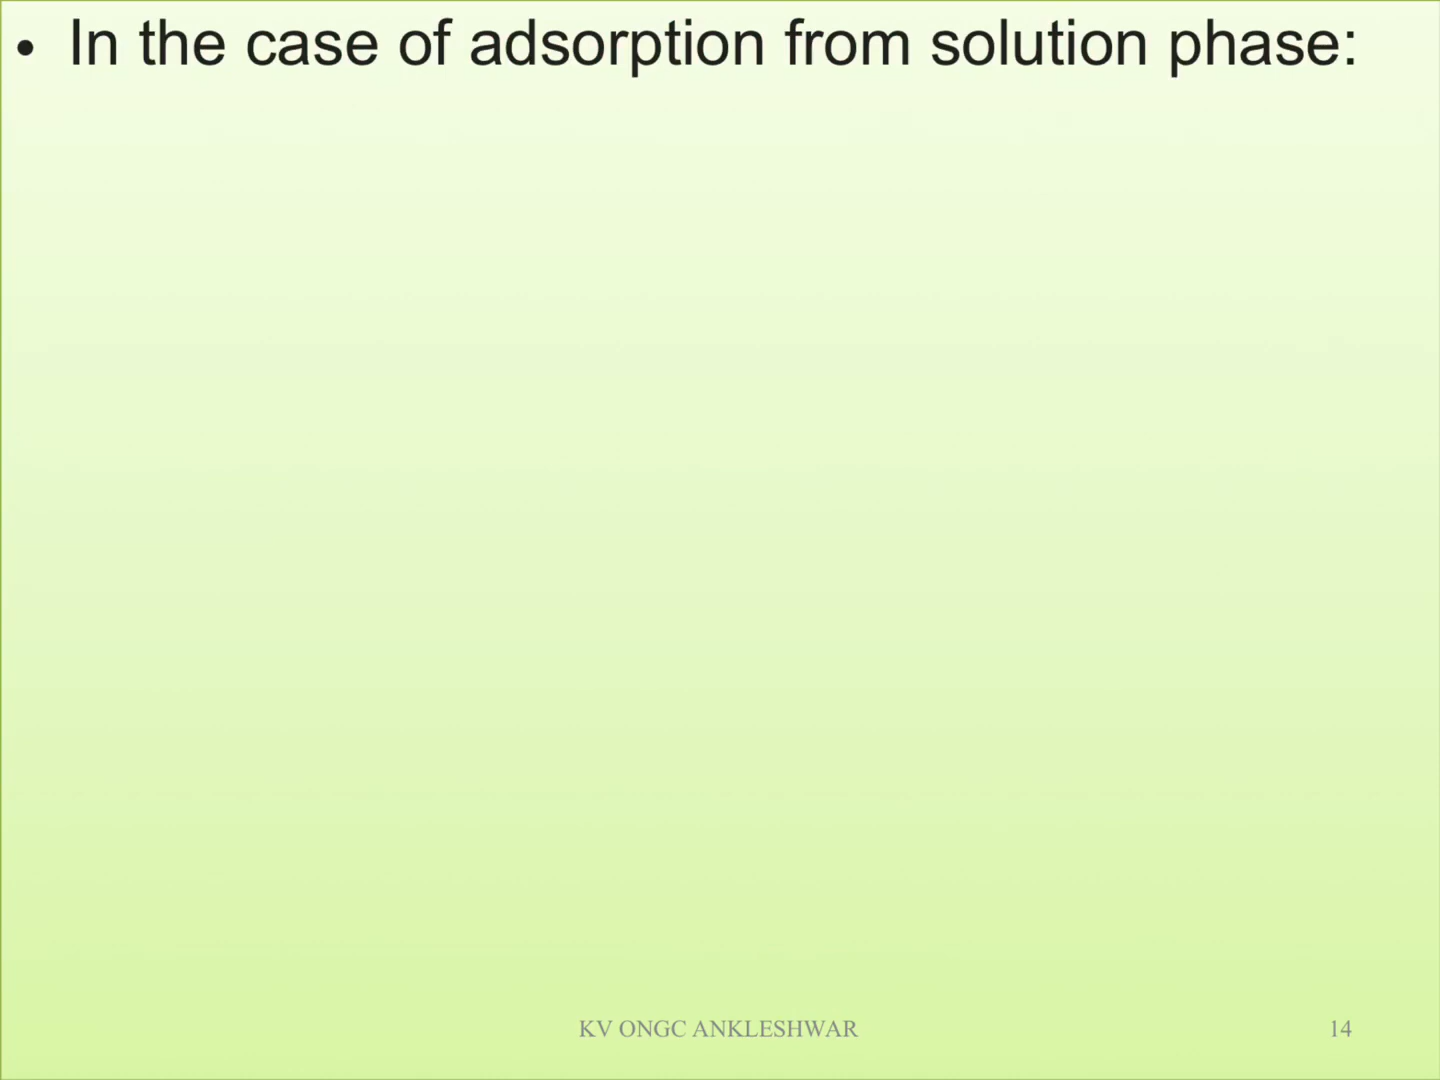 • In the case of adsorption from solution phase:
KV ONGC ANKLESHWAR 14